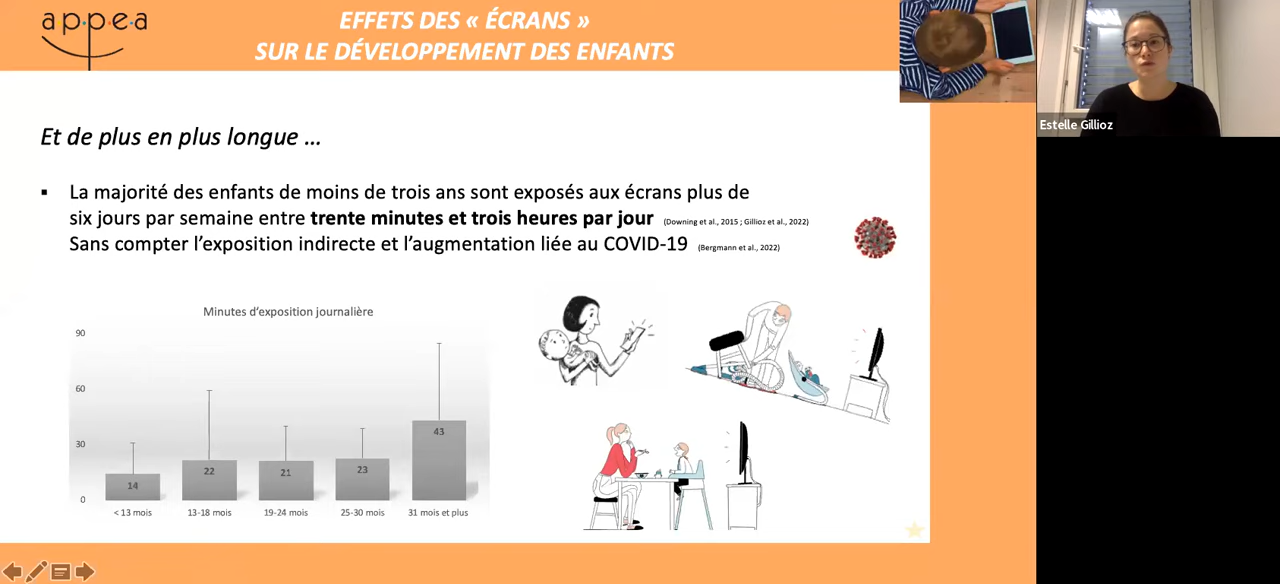 a p · p · e · a
EFFETS DES « ÉCRANS »
SUR LE DÉVELOPPEMENT DES ENFANTS
Estelle Gillioz
Et de plus en plus longue ...
▪ La majorité des enfants de moins de trois ans sont exposés aux écrans plus de
six jours par semaine entre trente minutes et trois heures par jour (Downing et al., 2015 ; Gillioz et al., 2022)
Sans compter l'exposition indirecte et l'augmentation liée au COVID-19 (Bergmann et al., 2022)
Minutes d'exposition journalière
90
60
30
0
14
22
21
23
43
< 13 mois
13-18 mois
19-24 mois
25-30 mois
31 mois et plus